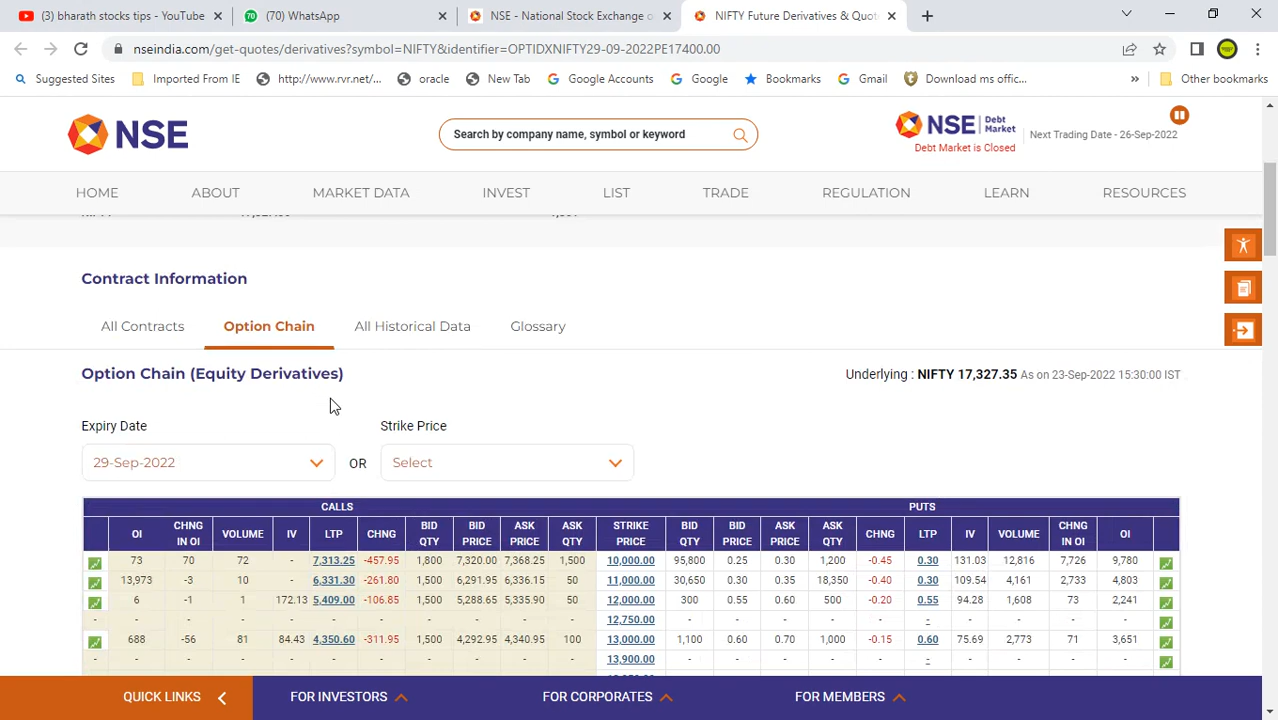 (3) bharath stocks tips - YouTube
(70) WhatsApp
NSE - National Stock Exchange o
NIFTY Future Derivatives & Quot
nseindia.com/get-quotes/derivatives?symbol=NIFTY&identifier=OPTIDXNIFTY29-09-2022PE17400.00
Suggested Sites
Imported From IE
http://www.rvr.net/...
oracle
New Tab
Google Accounts
Google
Bookmarks
Gmail
Download ms offic...
»
Other bookmarks
NSE
Search by company name, symbol or keyword
NSE Debt Market
Debt Market is Closed
Next Trading Date - 26-Sep-2022
HOME ABOUT MARKET DATA INVEST LIST TRADE REGULATION LEARN RESOURCES
Contract Information
All Contracts Option Chain All Historical Data Glossary
Option Chain (Equity Derivatives)
Underlying : NIFTY 17,327.35 As on 23-Sep-2022 15:30:00 IST
Expiry Date
Strike Price
29-Sep-2022 OR Select
CALLS PUTS
OI CHNG IN OI VOLUME IV LTP CHNG BID QTY BID PRICE ASK PRICE ASK QTY STRIKE PRICE BID QTY BID PRICE ASK PRICE ASK QTY CHNG LTP IV VOLUME CHNG IN OI OI
73 70 72 - 7,313.25 -457.95 1,800 7,320.00 7,368.25 1,500 10,000.00 95,800 0.25 0.30 1,200 -0.45 0.30 131.03 12,816 7,726 9,780
13,973 -3 10 - 6,331.30 -261.80 1,500 6,291.95 6,336.15 50 11,000.00 30,650 0.30 0.35 18,350 -0.40 0.30 109.54 4,161 2,733 4,803
6 -1 1 172.13 5,409.00 -106.85 1,500 5,288.65 5,335.90 50 12,000.00 300 0.55 0.60 500 -0.20 0.55 94.28 1,608 73 2,241
- - - - - - - - - - 12,750.00 - - - - - - - - - -
688 -56 81 84.43 4,350.60 -311.95 1,500 4,292.95 4,340.95 100 13,000.00 1,100 0.60 0.70 1,000 -0.15 0.60 75.69 2,773 71 3,651
- - - - - - - - - - 13,900.00 - - - - - - - - - -
QUICK LINKS FOR INVESTORS FOR CORPORATES FOR MEMBERS